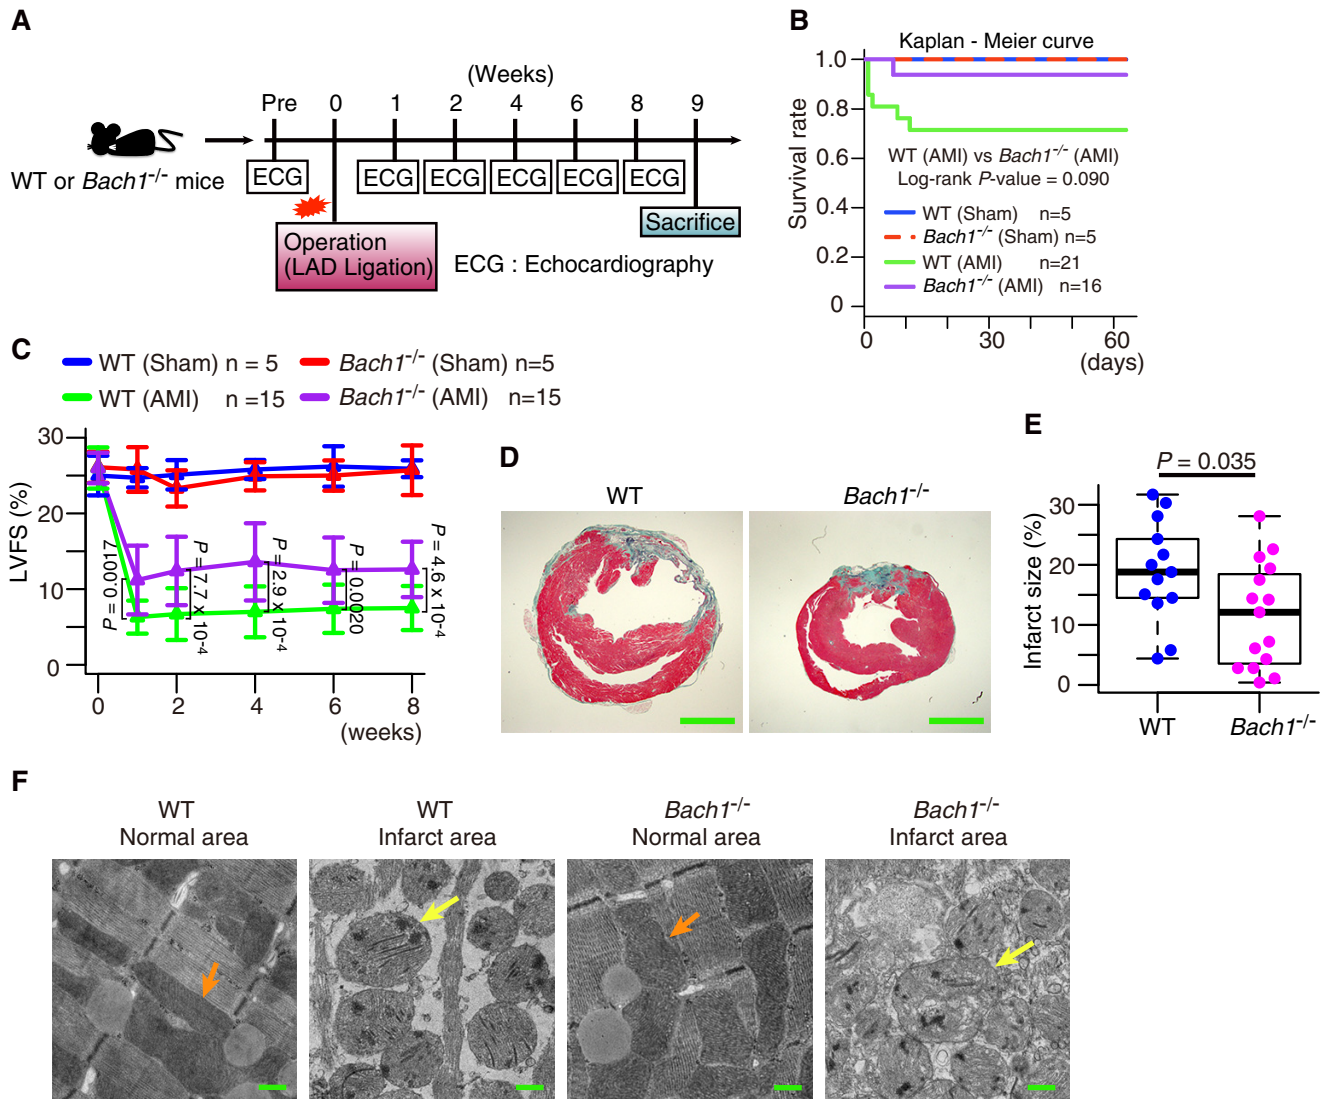 A
(Weeks)
Pre 0 1 2 4 6 8 9
WT or Bach1-/- mice
ECG ECG ECG ECG ECG ECG
Operation
(LAD Ligation)
Sacrifice
ECG : Echocardiography
B
Kaplan - Meier curve
Survival rate
1.0
0.8
0.6
0.4
0.2
0
WT (AMI) vs Bach1-/- (AMI)
Log-rank P-value = 0.090
WT (Sham) n=5
Bach1-/- (Sham) n=5
WT (AMI) n=21
Bach1-/- (AMI) n=16
0 30 60
(days)
C
WT (Sham) n = 5
Bach1-/- (Sham) n=5
WT (AMI) n =15
Bach1-/- (AMI) n=15
LVFS (%)
30
20
10
0
P = 0.0017
P = 7.7 x 10-4
P = 2.9 x 10-4
P = 0.0020
P = 4.6 x 10-4
0 2 4 6 8
(weeks)
D
WT
Bach1-/-
E
P = 0.035
Infarct size (%)
30
20
10
0
WT Bach1-/-
F
WT
Normal area
WT
Infarct area
Bach1-/-
Normal area
Bach1-/-
Infarct area